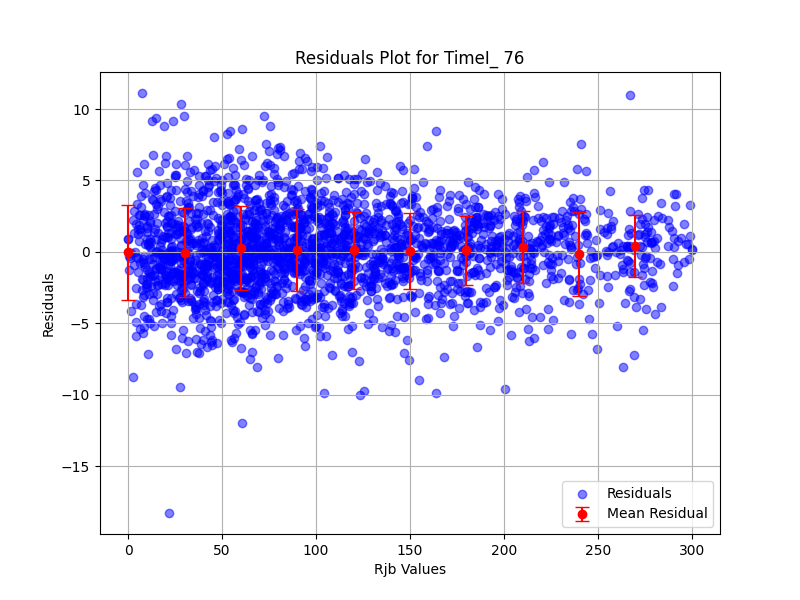 Residuals Plot for TimeI_ 76
10
5
0
−5
−10
−15
Residuals
0 50 100 150 200 250 300
Rjb Values
Residuals
Mean Residual